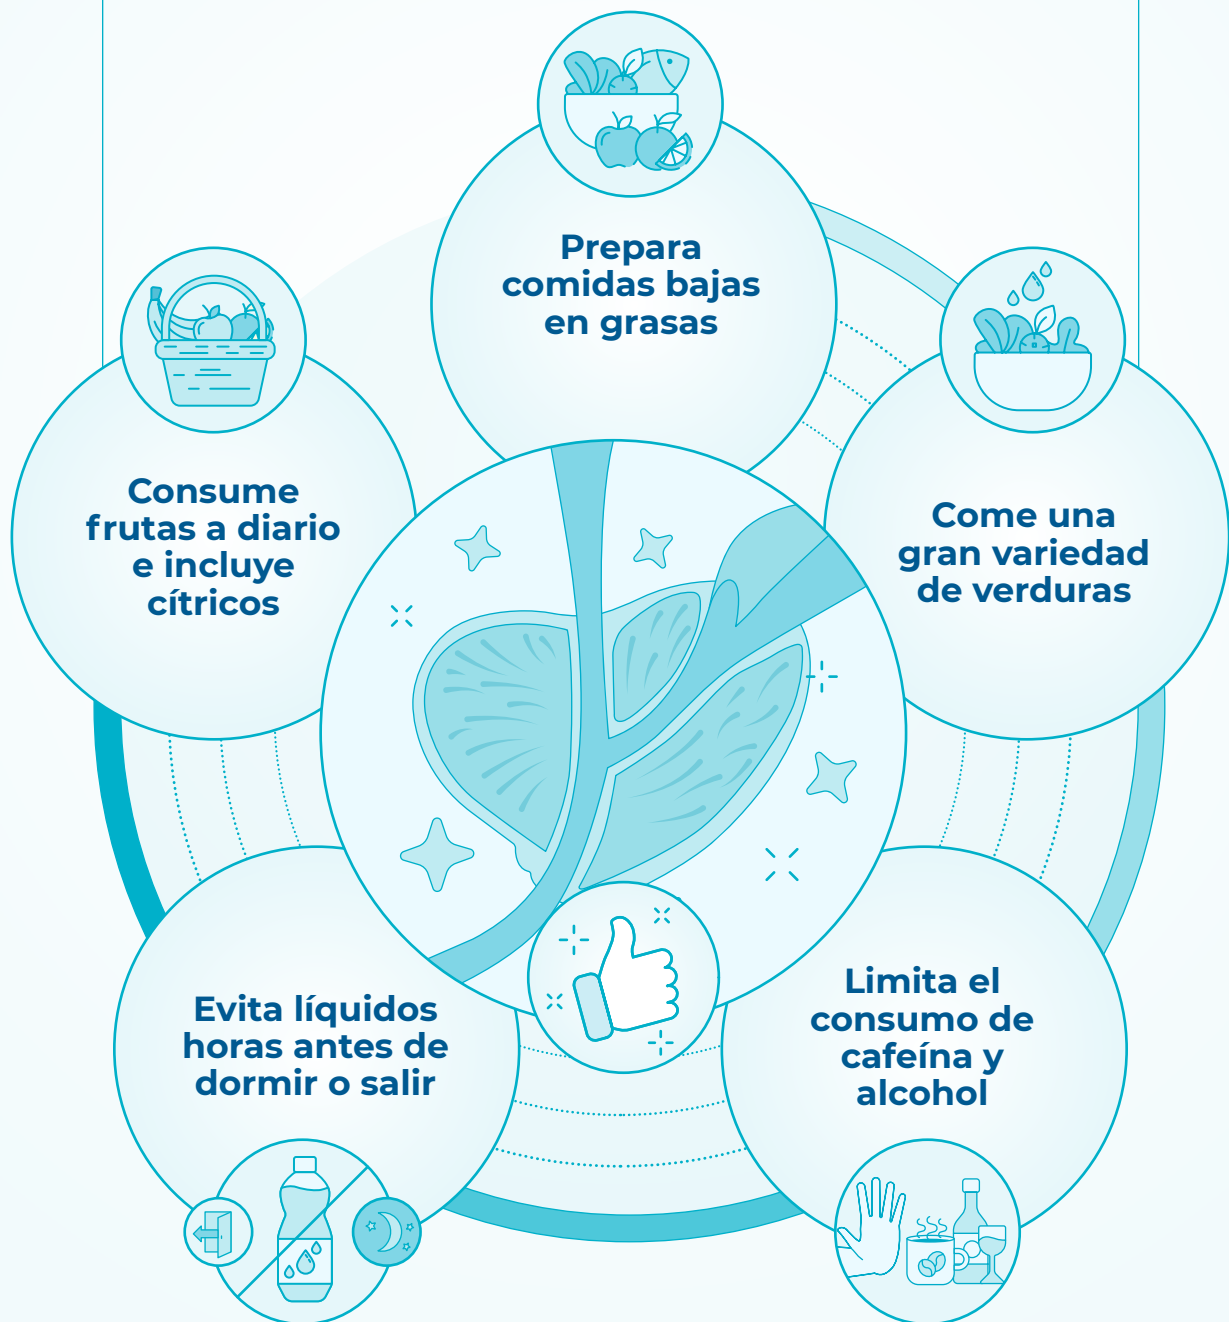 Prepara
comidas bajas
en grasas
Consume
frutas a diario
e incluye
cítricos
Come una
gran variedad
de verduras
Evita líquidos
horas antes de
dormir o salir
Limita el
consumo de
cafeína y
alcohol